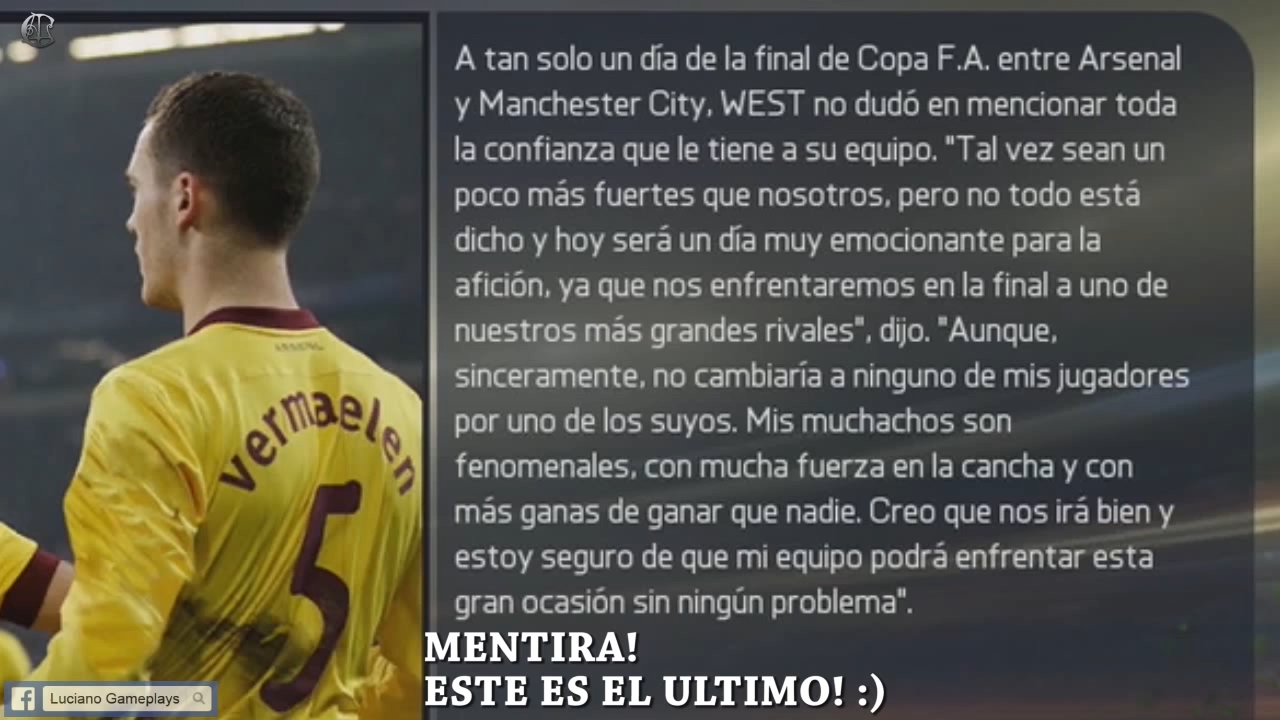 A tan solo un día de la final de Copa F.A. entre Arsenal
y Manchester City, WEST no dudó en mencionar toda
la confianza que le tiene a su equipo. "Tal vez sean un
poco más fuertes que nosotros, pero no todo está
dicho y hoy será un día muy emocionante para la
afición, ya que nos enfrentaremos en la final a uno de
nuestros más grandes rivales", dijo. "Aunque,
sinceramente, no cambiaría a ninguno de mis jugadores
por uno de los suyos. Mis muchachos son
fenomenales, con mucha fuerza en la cancha y con
más ganas de ganar que nadie. Creo que nos irá bien y
estoy seguro de que mi equipo podrá enfrentar esta
gran ocasión sin ningún problema".
MENTIRA!
ESTE ES EL ULTIMO! :)
ARSENAL
vermaelen
5
f Luciano Gameplays